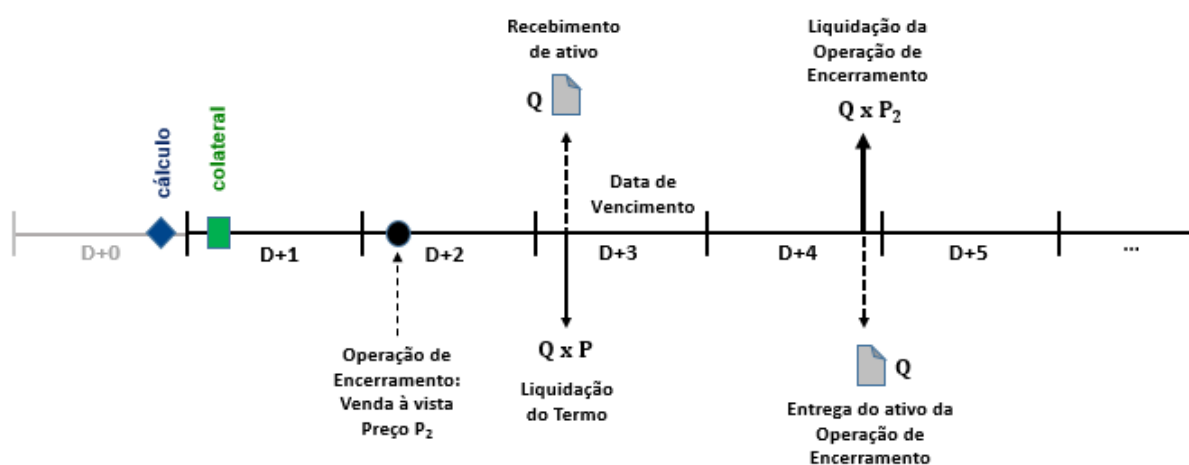 Recebimento
de ativo
Q
Liquidação da
Operação de
Encerramento
Q x P₂
cálculo
colateral
Data de
Vencimento
D+0
D+1
D+2
D+3
D+4
D+5
...
Operação de
Encerramento:
Venda à vista
Preço P₂
Q x P
Liquidação
do Termo
Q
Entrega do ativo da
Operação de
Encerramento